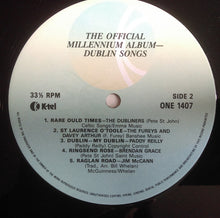 THE OFFICIAL
MILLENNIUM ALBUM—
DUBLIN SONGS
33⅓ RPM
SIDE 2
K-tel
ONE 1407
1. RARE OULD TIMES—THE DUBLINERS (Pete St John)
Celtic Songs/Emma Music
2. ST LAURENCE O'TOOLE—THE FUREYS AND
DAVEY ARTHUR (F. Furey) Banshee Music
3. DUBLIN—MY DUBLIN—PADDY REILLY
(Paddy Reilly) Copyright Control
4. RINGSEND ROSE—BRENDAN GRACE
(Pete St John) Saint Music
5. RAGLAN ROAD—JIM McCANN
(Trad., Arr. Bill Whelan)
McGuinness/Whelan